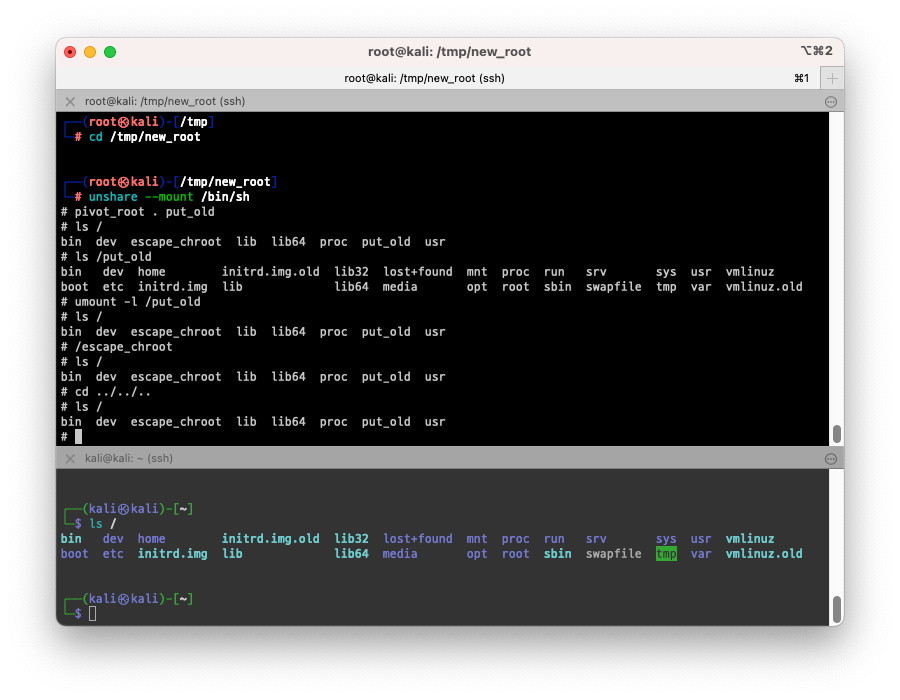 root@kali: /tmp/new_root ⌥⌘2
root@kali: /tmp/new_root (ssh) ⌘1
root@kali: /tmp/new_root (ssh)
┌──(root㉿kali)-[/tmp]
└─# cd /tmp/new_root
┌──(root㉿kali)-[/tmp/new_root]
└─# unshare --mount /bin/sh
# pivot_root . put_old
# ls /
bin dev escape_chroot lib lib64 proc put_old usr
# ls /put_old
bin dev home initrd.img.old lib32 lost+found mnt proc run srv sys usr vmlinuz
boot etc initrd.img lib lib64 media opt root sbin swapfile tmp var vmlinuz.old
# umount -l /put_old
# ls /
bin dev escape_chroot lib lib64 proc put_old usr
# /escape_chroot
# ls /
bin dev escape_chroot lib lib64 proc put_old usr
# cd ../../..
# ls /
bin dev escape_chroot lib lib64 proc put_old usr
#
kali@kali: ~ (ssh)
┌──(kali㉿kali)-[~]
└─$ ls /
bin dev home initrd.img.old lib32 lost+found mnt proc run srv sys usr vmlinuz
boot etc initrd.img lib lib64 media opt root sbin swapfile tmp var vmlinuz.old
┌──(kali㉿kali)-[~]
└─$